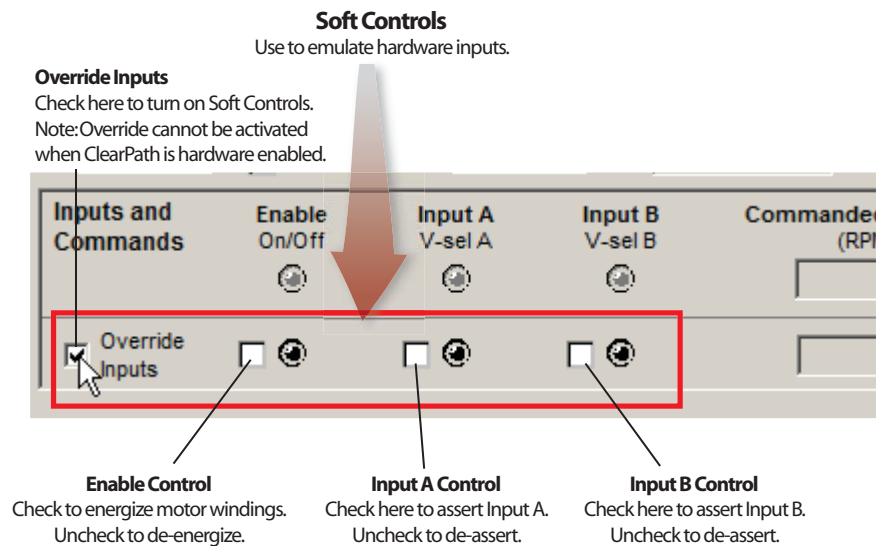 Soft Controls
Use to emulate hardware inputs.
Override Inputs
Check here to turn on Soft Controls.
Note: Override cannot be activated
when ClearPath is hardware enabled.
Inputs and
Commands
Enable
On/Off
Input A
V-sel A
Input B
V-sel B
Commanded
(RPM
Override
Inputs
Enable Control
Check to energize motor windings.
Uncheck to de-energize.
Input A Control
Check here to assert Input A.
Uncheck to de-assert.
Input B Control
Check here to assert Input B.
Uncheck to de-assert.